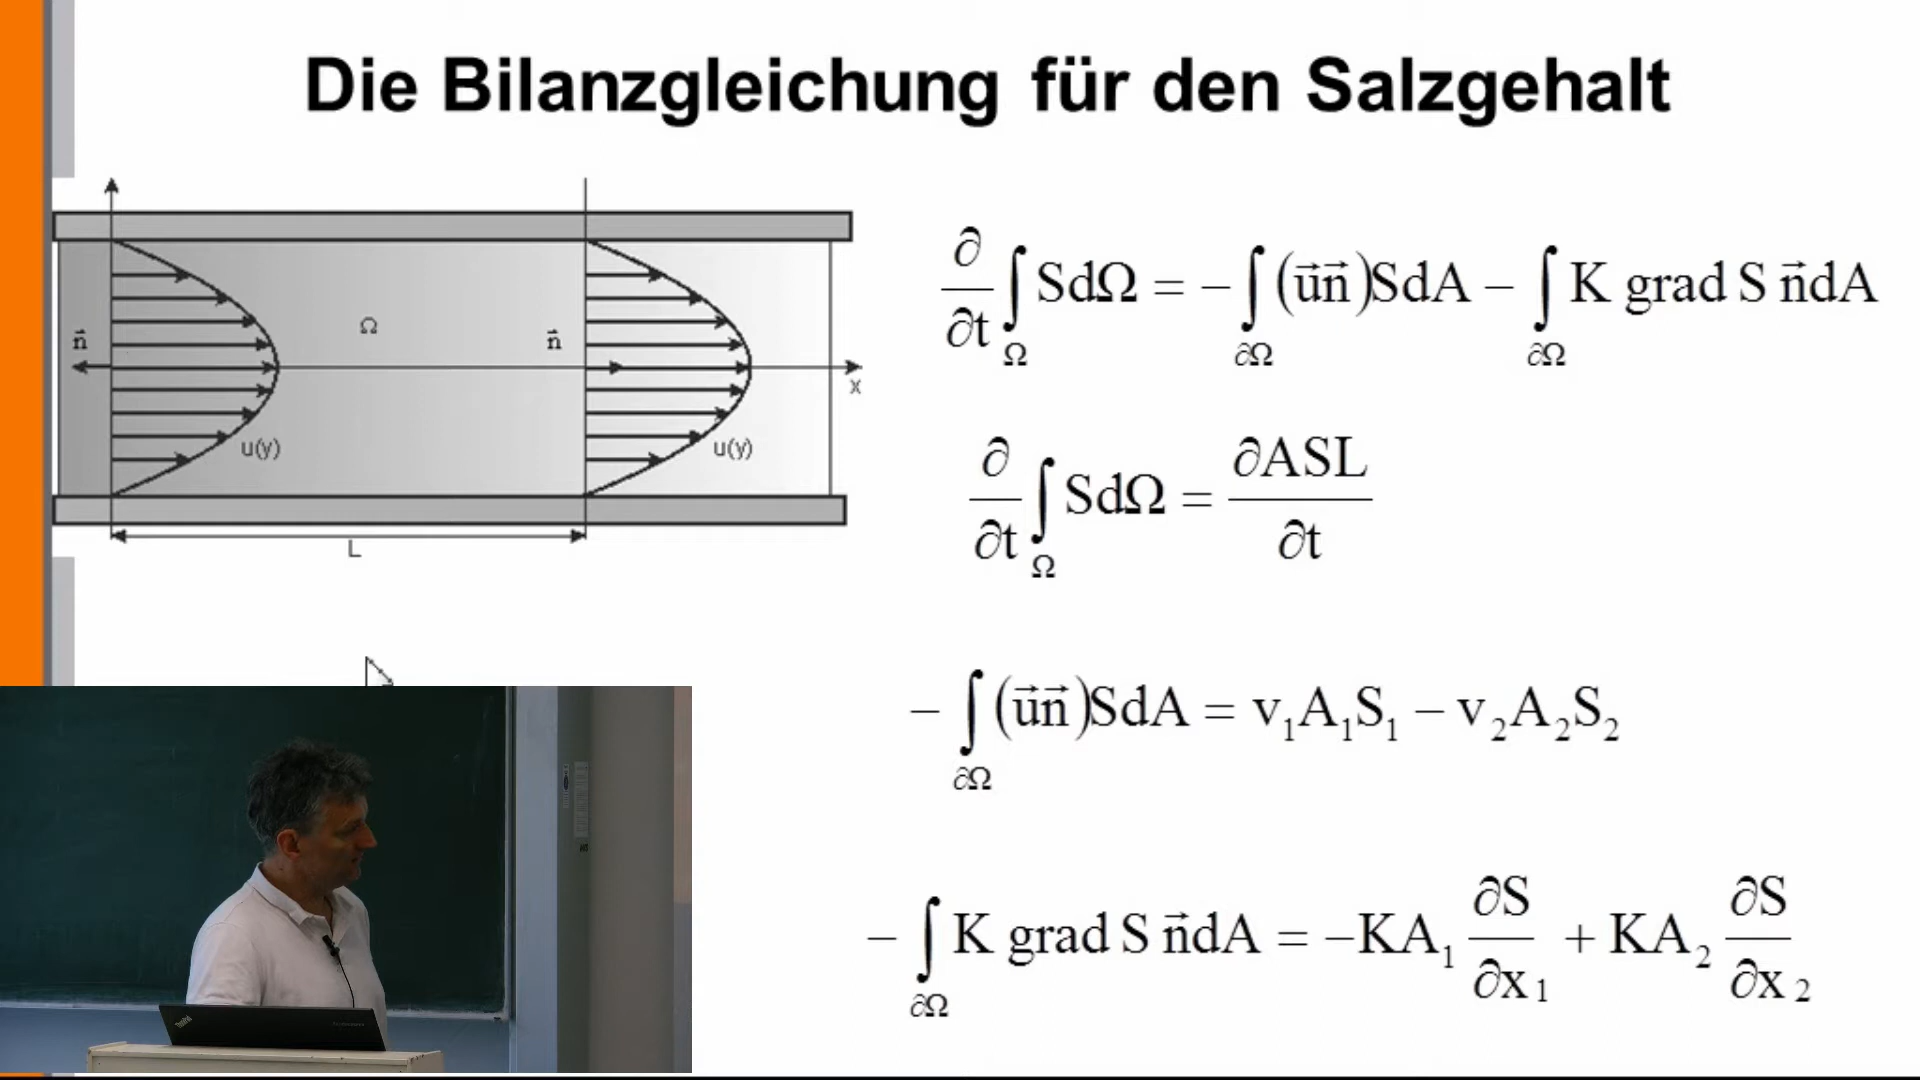 Die Bilanzgleichung für den Salzgehalt
n⃗
Ω
n⃗
x
u(y)
u(y)
L
∂/∂t ∫_Ω SdΩ = − ∫_∂Ω (u⃗n⃗)SdA − ∫_∂Ω K grad S n⃗dA
∂/∂t ∫_Ω SdΩ = ∂ASL/∂t
− ∫_∂Ω (u⃗n⃗)SdA = v₁A₁S₁ − v₂A₂S₂
− ∫_∂Ω K grad S n⃗dA = −KA₁ ∂S/∂x₁ + KA₂ ∂S/∂x₂
ThinkPad